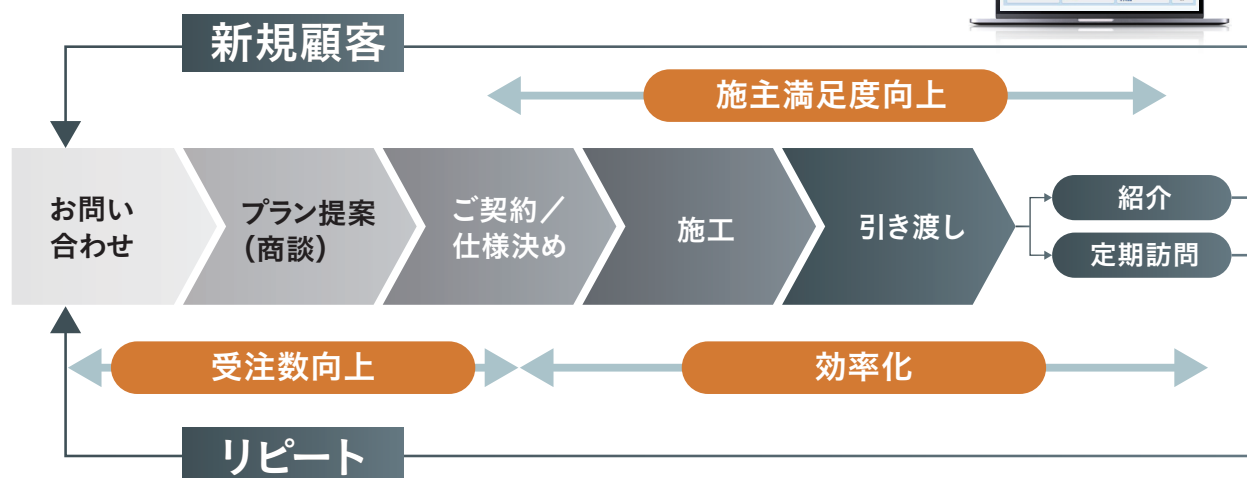 新規顧客
施主満足度向上
お問い
合わせ
プラン提案
（商談）
ご契約／
仕様決め
施工
引き渡し
紹介
定期訪問
受注数向上
効率化
リピート